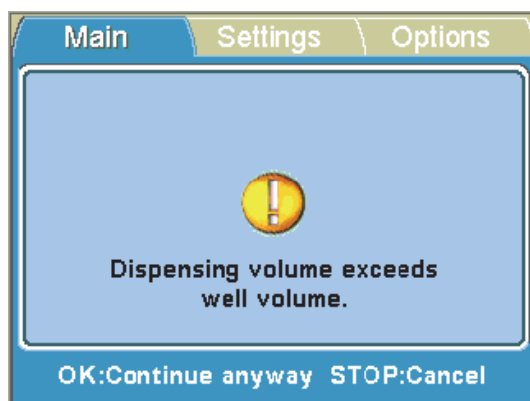 Main Settings Options
Dispensing volume exceeds
well volume.
OK:Continue anyway STOP:Cancel